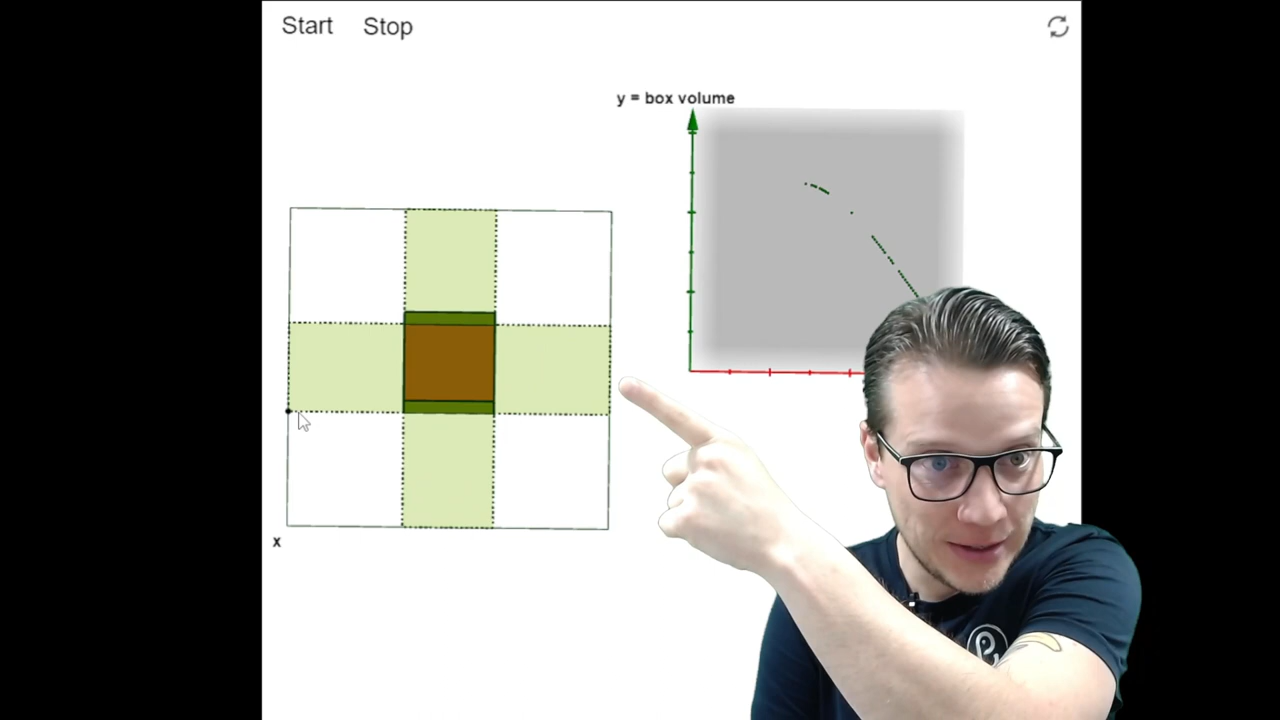 Start Stop
y = box volume
x